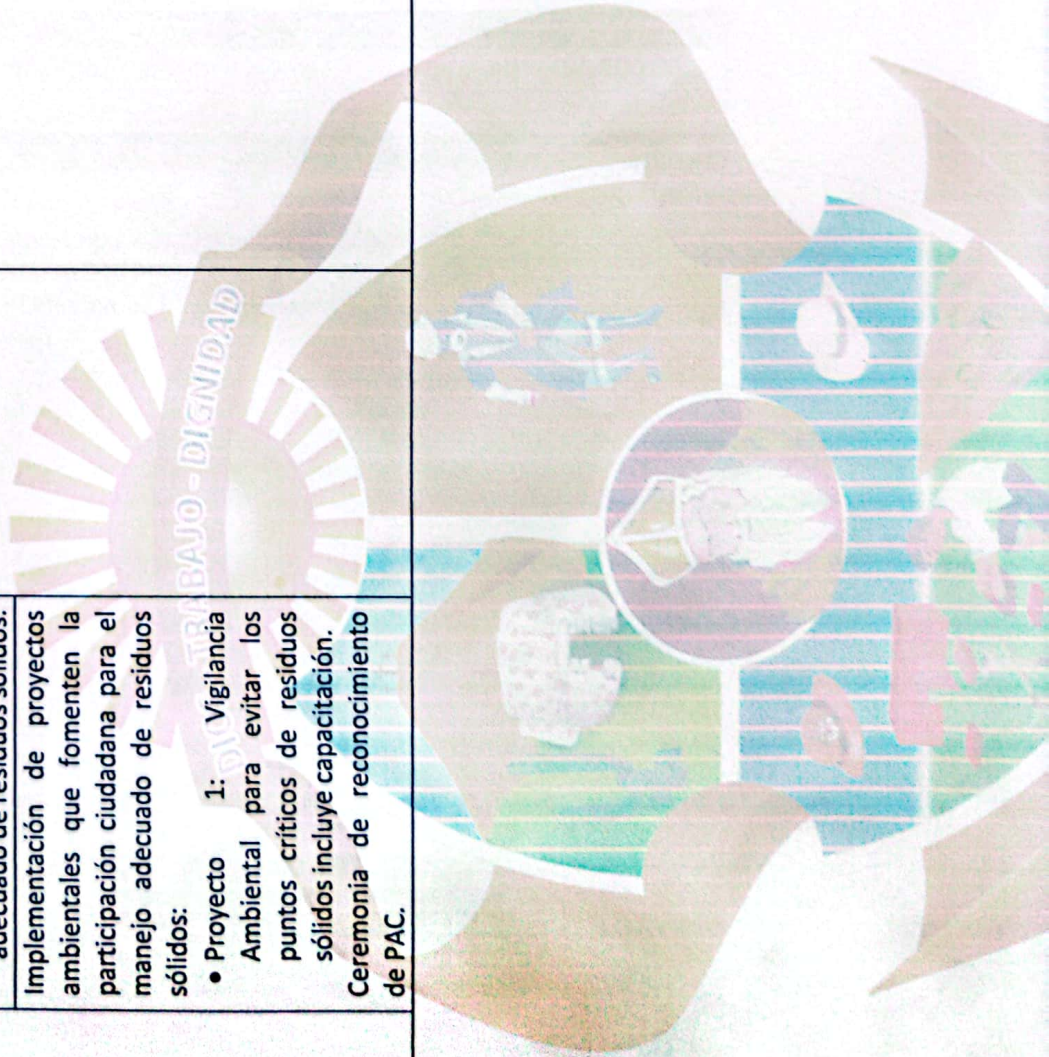 adecuado de residuos sólidos.
Implementación de proyectos
ambientales que fomenten la
participación ciudadana para el
manejo adecuado de residuos
sólidos:
• Proyecto 1: Vigilancia
Ambiental para evitar los
puntos críticos de residuos
sólidos incluye capacitación.
Ceremonia de reconocimiento
de PAC.
TRABAJO - DIGNIDAD